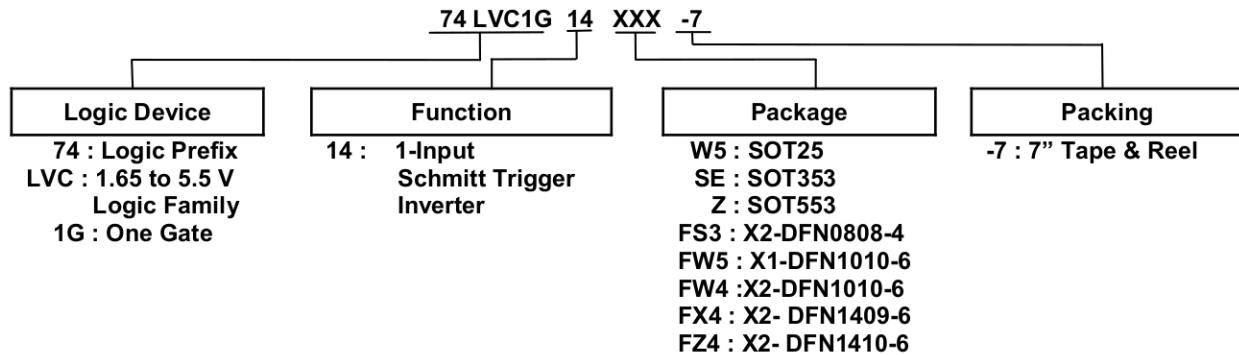 74 LVC1G 14 XXX -7
Logic Device
74 : Logic Prefix
LVC : 1.65 to 5.5 V
Logic Family
1G : One Gate
Function
14 : 1-Input
Schmitt Trigger
Inverter
Package
W5 : SOT25
SE : SOT353
Z : SOT553
FS3 : X2-DFN0808-4
FW5 : X1-DFN1010-6
FW4 :X2-DFN1010-6
FX4 : X2- DFN1409-6
FZ4 : X2- DFN1410-6
Packing
-7 : 7” Tape & Reel